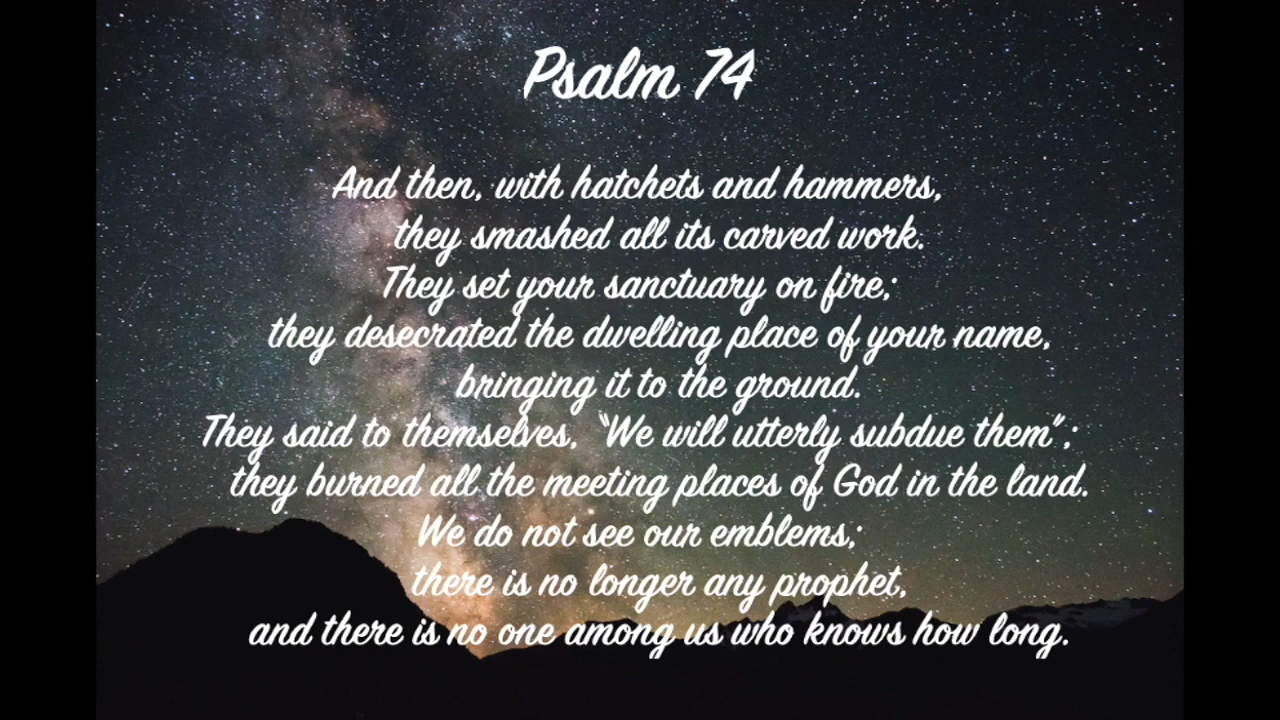 Psalm 74
And then, with hatchets and hammers,
they smashed all its carved work.
They set your sanctuary on fire;
they desecrated the dwelling place of your name,
bringing it to the ground.
They said to themselves, “We will utterly subdue them”;
they burned all the meeting places of God in the land.
We do not see our emblems;
there is no longer any prophet,
and there is no one among us who knows how long.